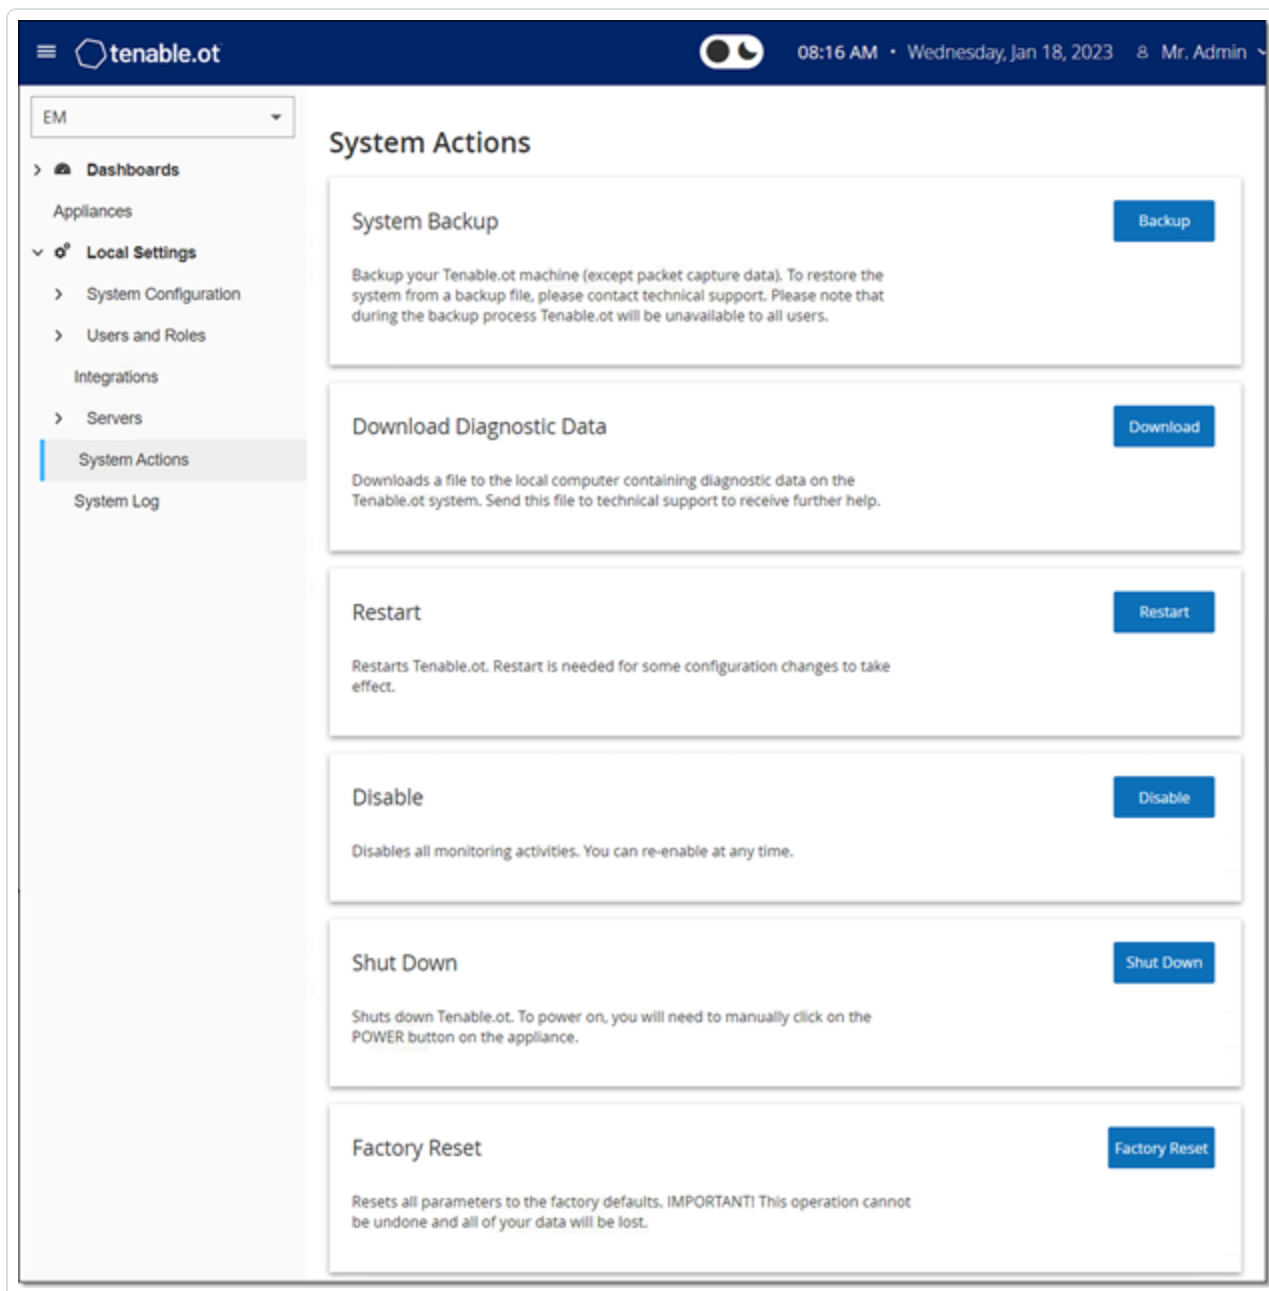 tenable.ot
08:16 AM • Wednesday, Jan 18, 2023 Mr. Admin
EM
Dashboards
Appliances
Local Settings
System Configuration
Users and Roles
Integrations
Servers
System Actions
System Log
System Actions
System Backup
Backup
Backup your Tenable.ot machine (except packet capture data). To restore the
system from a backup file, please contact technical support. Please note that
during the backup process Tenable.ot will be unavailable to all users.
Download Diagnostic Data
Download
Downloads a file to the local computer containing diagnostic data on the
Tenable.ot system. Send this file to technical support to receive further help.
Restart
Restart
Restarts Tenable.ot. Restart is needed for some configuration changes to take
effect.
Disable
Disable
Disables all monitoring activities. You can re-enable at any time.
Shut Down
Shut Down
Shuts down Tenable.ot. To power on, you will need to manually click on the
POWER button on the appliance.
Factory Reset
Factory Reset
Resets all parameters to the factory defaults. IMPORTANT! This operation cannot
be undone and all of your data will be lost.